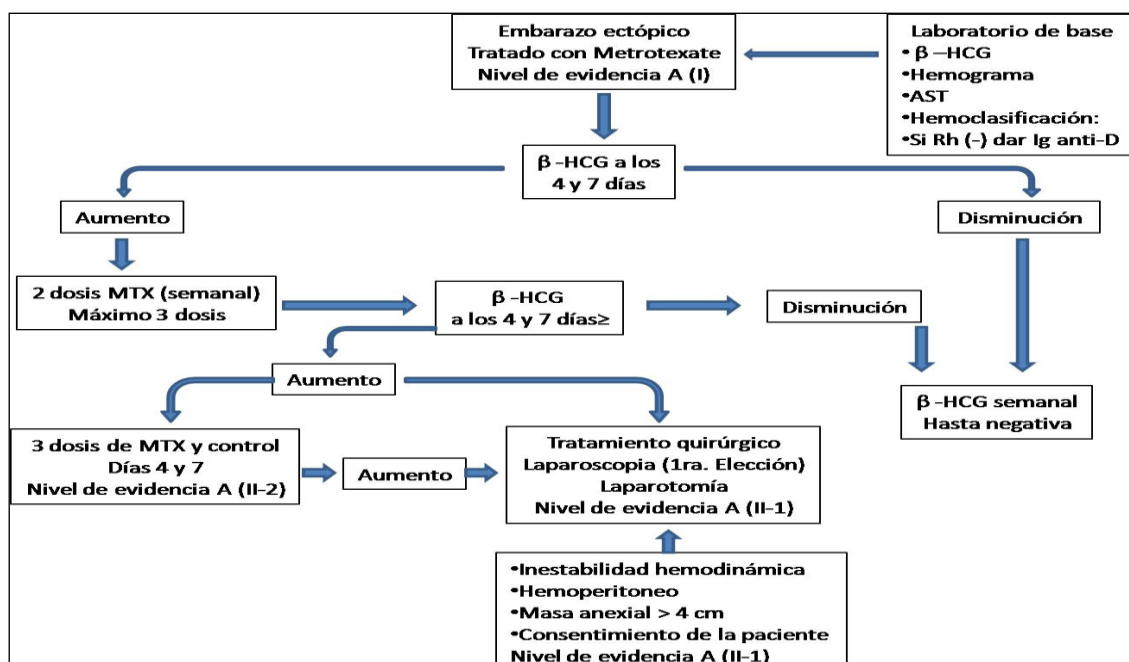 Embarazo ectópico
Tratado con Metrotexate
Nivel de evidencia A (I)
Laboratorio de base
•β –HCG
•Hemograma
•AST
•Hemoclasificación:
•Si Rh (-) dar Ig anti-D
β -HCG a los
4 y 7 días
Aumento
Disminución
2 dosis MTX (semanal)
Máximo 3 dosis
β -HCG
a los 4 y 7 días≥
Disminución
Aumento
β -HCG semanal
Hasta negativa
3 dosis de MTX y control
Días 4 y 7
Nivel de evidencia A (II-2)
Aumento
Tratamiento quirúrgico
Laparoscopia (1ra. Elección)
Laparotomía
Nivel de evidencia A (II-1)
•Inestabilidad hemodinámica
•Hemoperitoneo
•Masa anexial > 4 cm
•Consentimiento de la paciente
Nivel de evidencia A (II-1)